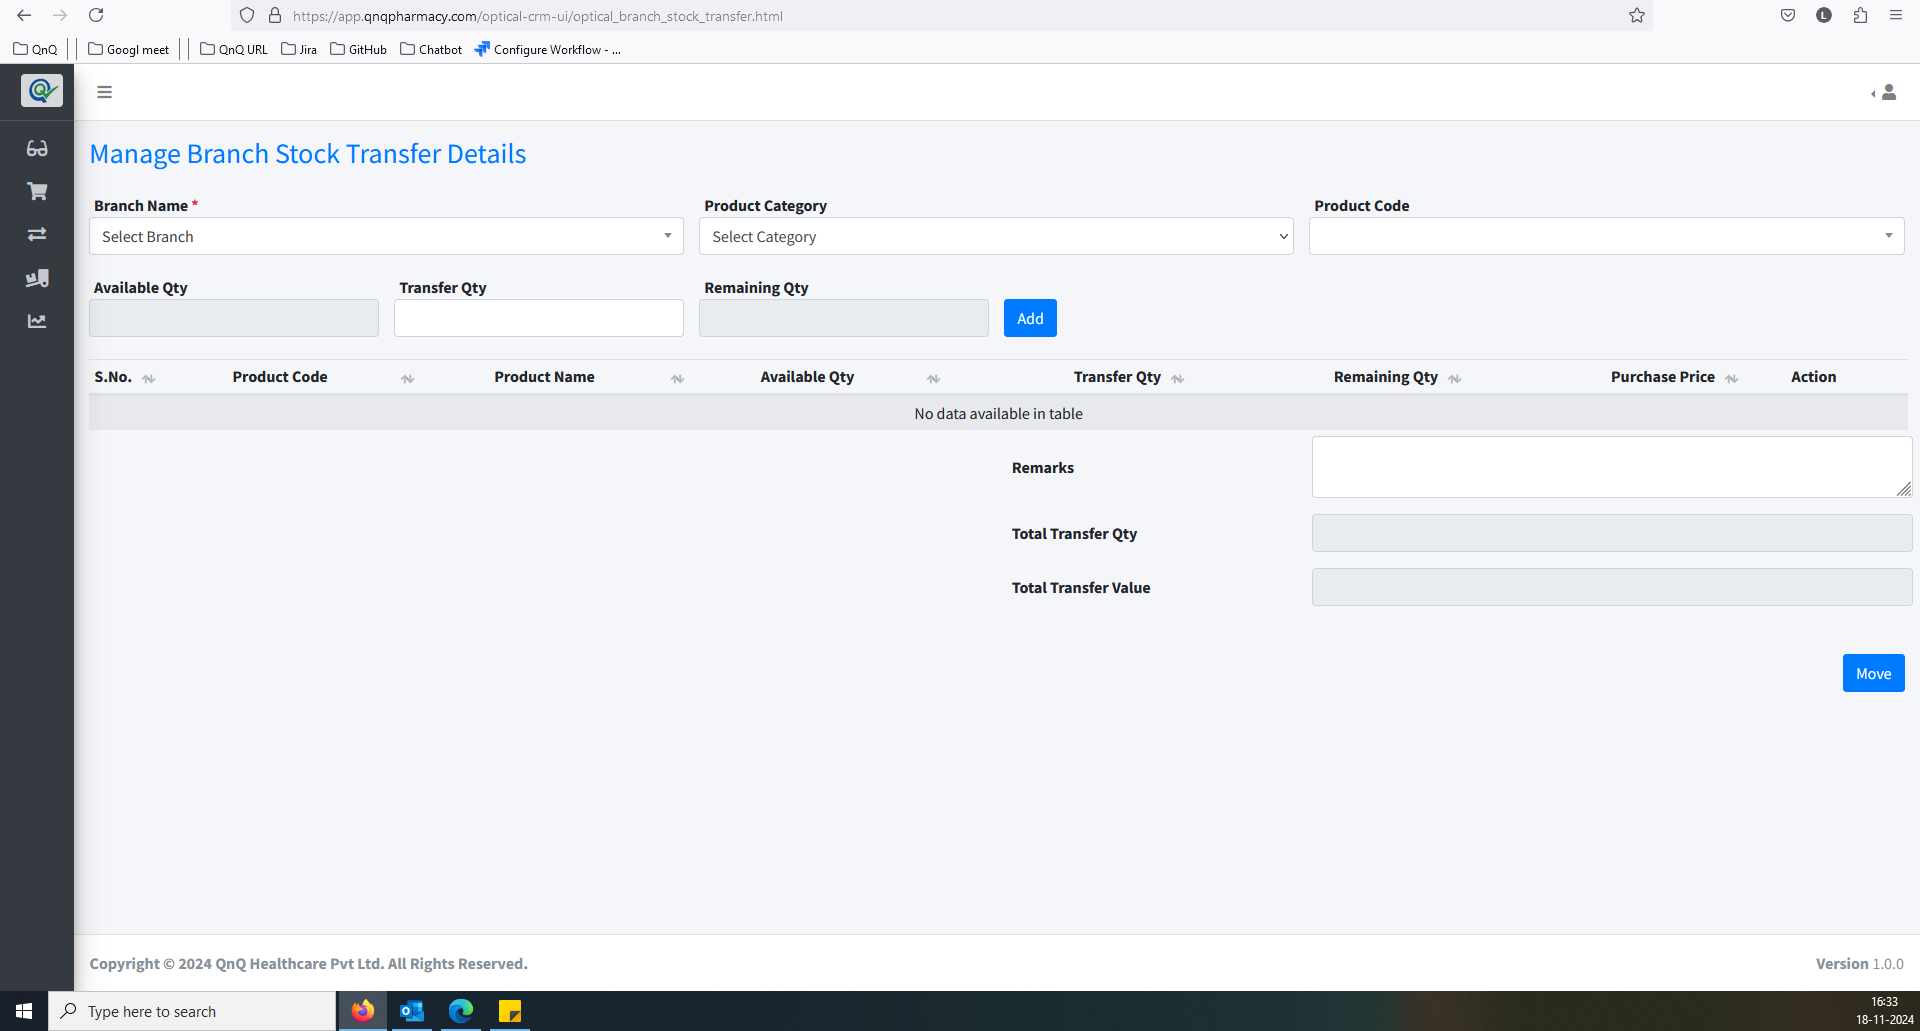 https://app.qnqpharmacy.com/optical-crm-ui/optical_branch_stock_transfer.html
L
QnQ Googl meet QnQ URL Jira GitHub Chatbot Configure Workflow - ...
Manage Branch Stock Transfer Details
Branch Name * Product Category Product Code
Select Branch Select Category
Available Qty Transfer Qty Remaining Qty
Add
S.No. Product Code Product Name Available Qty Transfer Qty Remaining Qty Purchase Price Action
No data available in table
Remarks
Total Transfer Qty
Total Transfer Value
Move
Copyright © 2024 QnQ Healthcare Pvt Ltd. All Rights Reserved. Version 1.0.0
Type here to search
16:33
18-11-2024